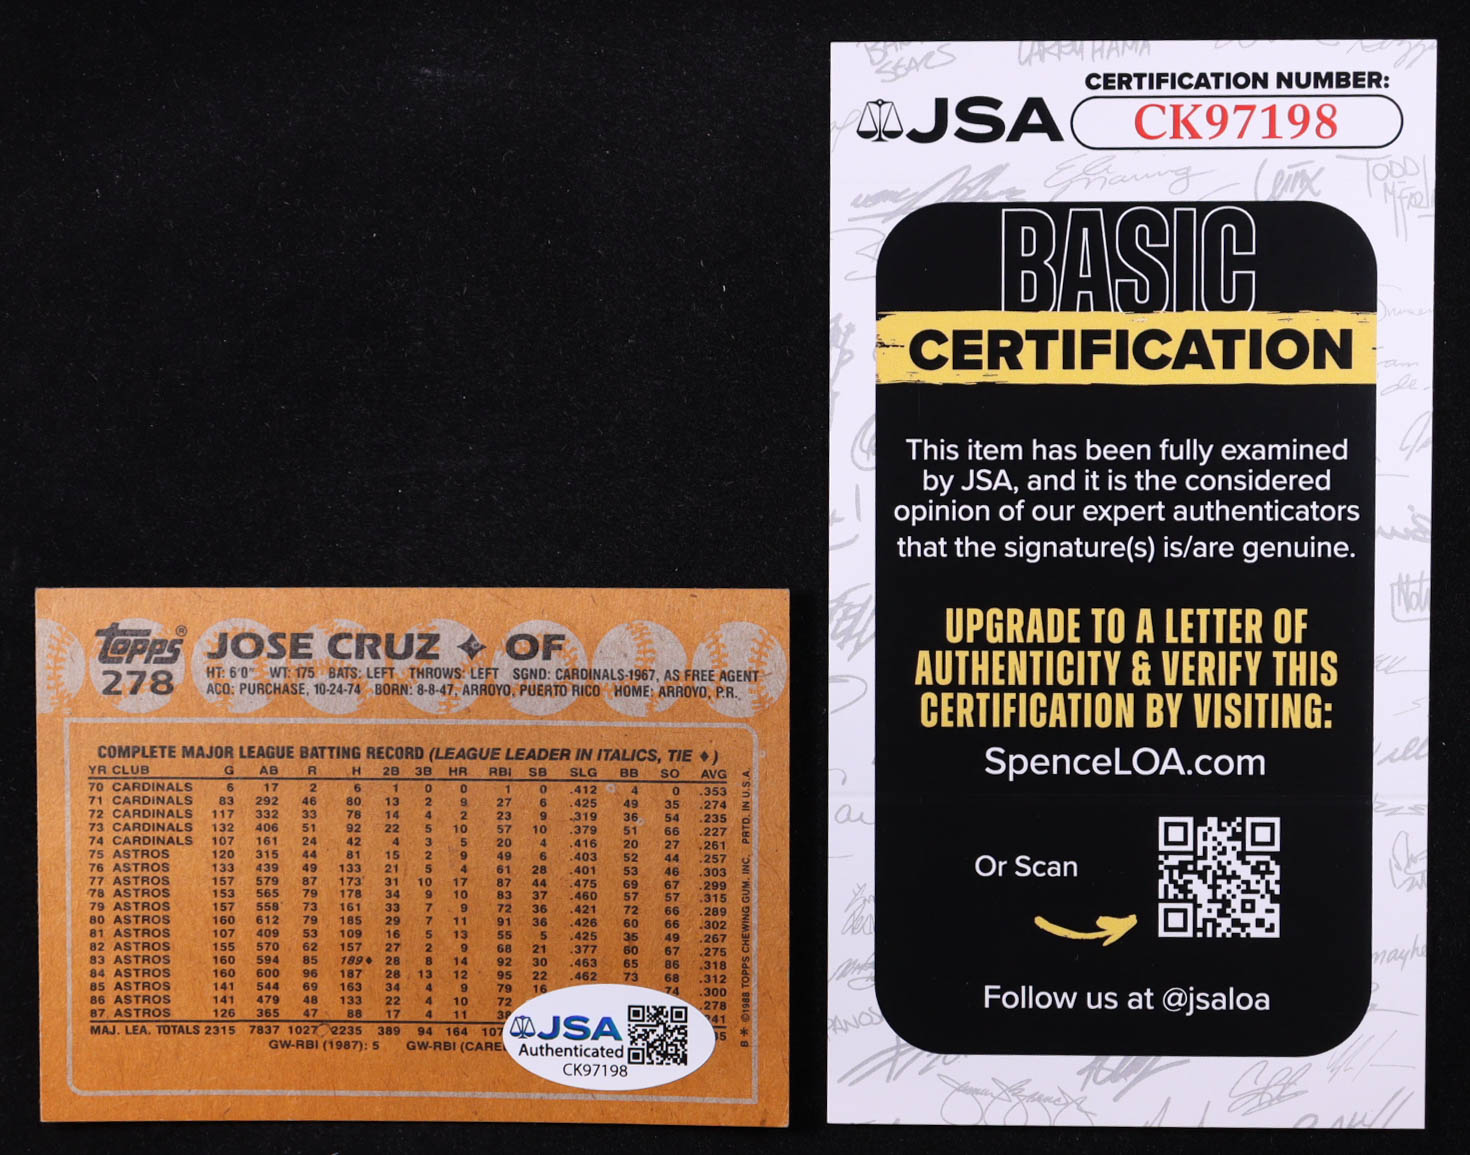 Topps®
278
JOSE CRUZ ✦ OF
HT: 6'0" WT: 175 BATS: LEFT THROWS: LEFT SGND: CARDINALS-1967, AS FREE AGENT
ACQ: PURCHASE, 10-24-74 BORN: 8-8-47, ARROYO, PUERTO RICO HOME: ARROYO, P.R.
COMPLETE MAJOR LEAGUE BATTING RECORD (LEAGUE LEADER IN ITALICS, TIE ♦)
YR CLUB G AB R H 2B 3B HR RBI SB SLG BB SO AVG
70 CARDINALS 6 17 2 6 1 0 0 1 0 .412 4 0 .353
71 CARDINALS 83 292 46 80 13 2 9 27 6 .425 49 35 .274
72 CARDINALS 117 332 33 78 14 4 2 23 9 .319 36 54 .235
73 CARDINALS 132 406 51 92 22 5 10 57 10 .379 51 66 .227
74 CARDINALS 107 161 24 42 4 3 5 20 4 .416 20 27 .261
75 ASTROS 120 315 44 81 15 2 9 49 6 .403 52 44 .257
76 ASTROS 133 439 49 133 21 5 4 61 28 .401 53 46 .303
77 ASTROS 157 579 87 173 31 10 17 87 44 .475 69 67 .299
78 ASTROS 153 565 79 178 34 9 10 83 37 .460 57 57 .315
79 ASTROS 157 558 73 161 33 7 9 72 36 .421 72 66 .289
80 ASTROS 160 612 79 185 29 7 11 91 36 .426 60 66 .302
81 ASTROS 107 409 53 109 16 5 13 55 5 .425 35 49 .267
82 ASTROS 155 570 62 157 27 2 9 68 21 .377 60 67 .275
83 ASTROS 160 594 85 189♦ 28 8 14 92 30 .463 65 86 .318
84 ASTROS 160 600 96 187 28 13 12 95 22 .462 73 68 .312
85 ASTROS 141 544 69 163 34 4 9 79 16 74 .300
86 ASTROS 141 479 48 133 22 4 10 72 .278
87 ASTROS 126 365 47 88 17 4 11 38 41
MAJ. LEA. TOTALS 2315 7837 1027 2235 389 94 164 107
GW-RBI (1987): 5 GW-RBI (CARE
B * ©1988 TOPPS CHEWING GUM, INC. PRTD. IN U.S.A.
JSA
Authenticated
CK97198
CERTIFICATION NUMBER:
JSA CK97198
BASIC
CERTIFICATION
This item has been fully examined
by JSA, and it is the considered
opinion of our expert authenticators
that the signature(s) is/are genuine.
UPGRADE TO A LETTER OF
AUTHENTICITY & VERIFY THIS
CERTIFICATION BY VISITING:
SpenceLOA.com
Or Scan
Follow us at @jsaloa